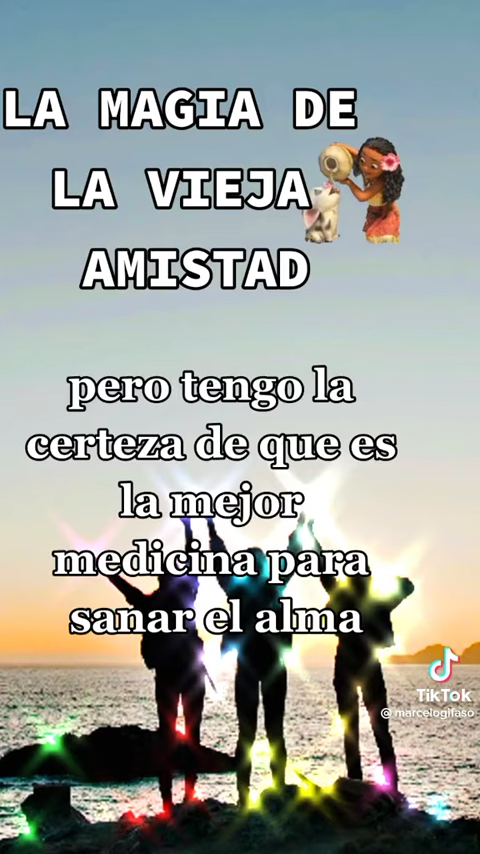 LA MAGIA DE
LA VIEJA
AMISTAD
pero tengo la
certeza de que es
la mejor
medicina para
sanar el alma
TikTok
@marcelogifaso